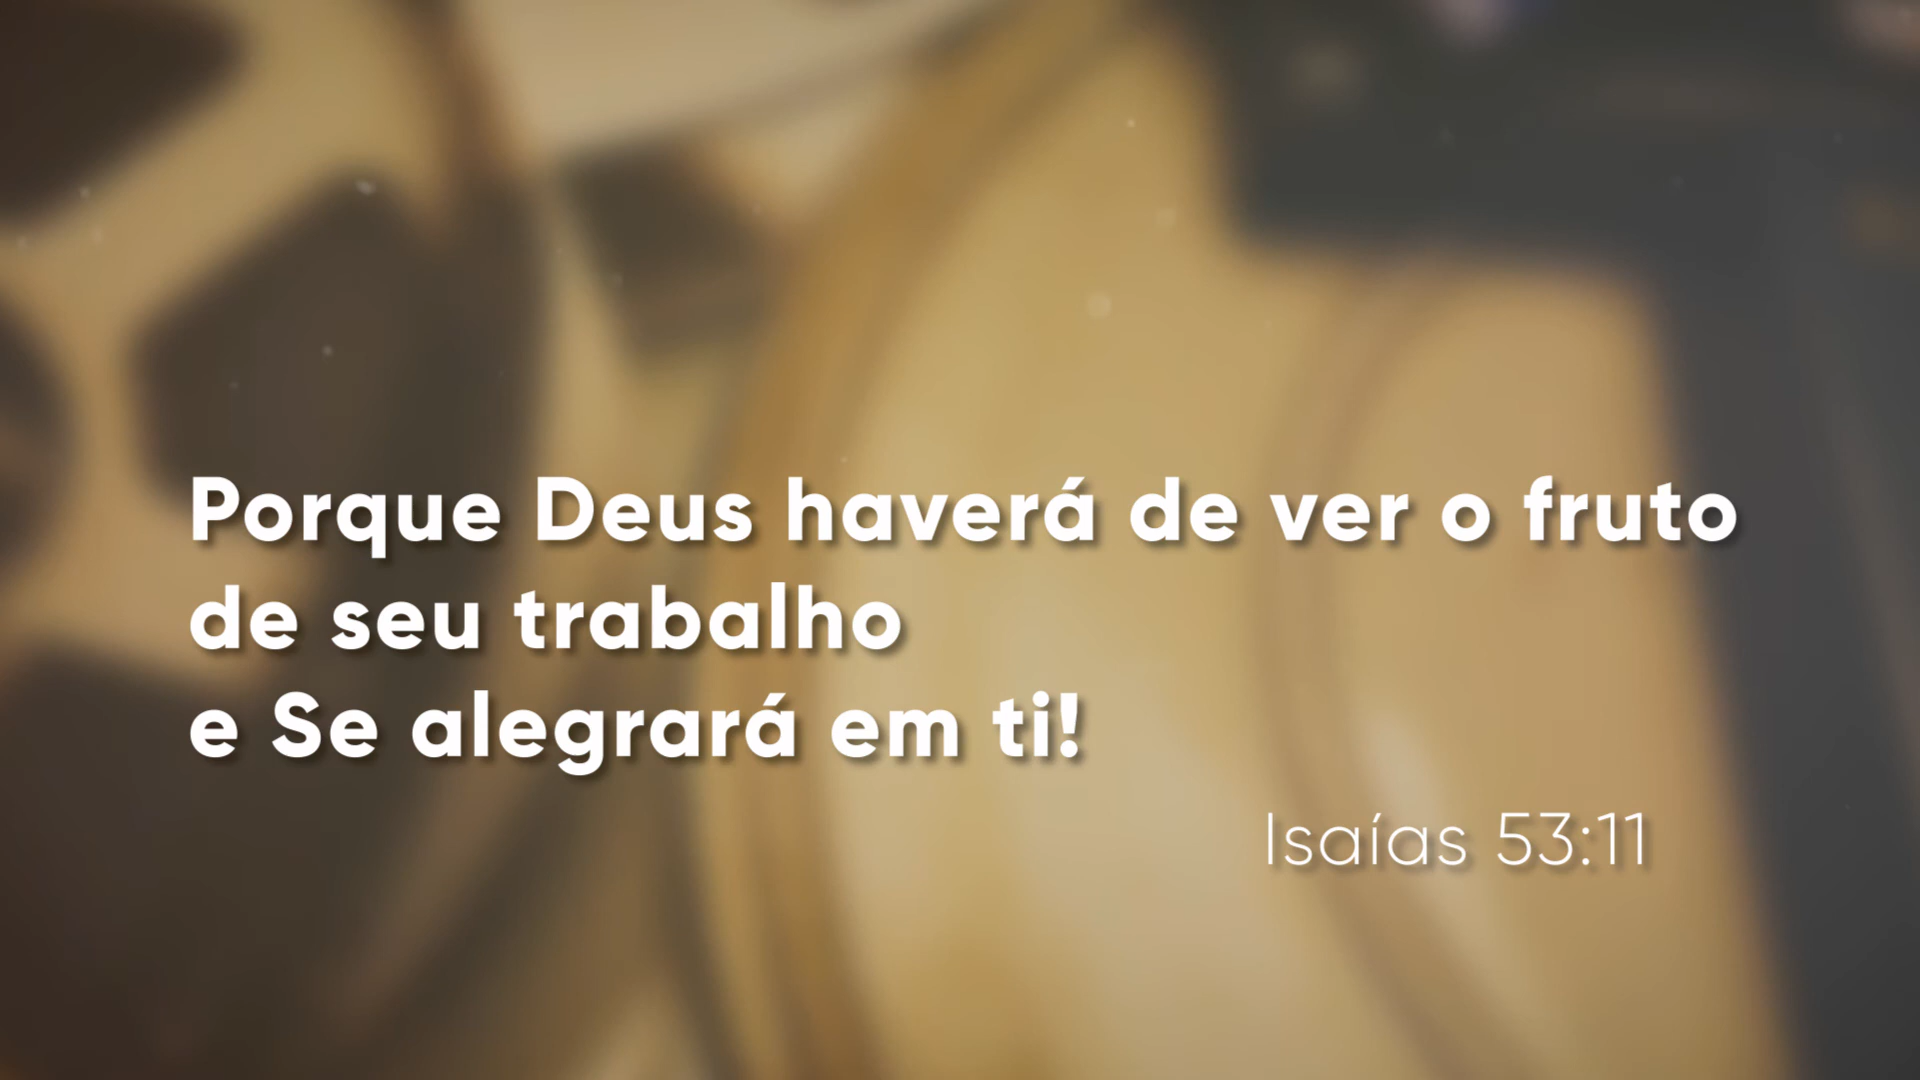 Porque Deus haverá de ver o fruto
de seu trabalho
e Se alegrará em ti!
Isaías 53:11